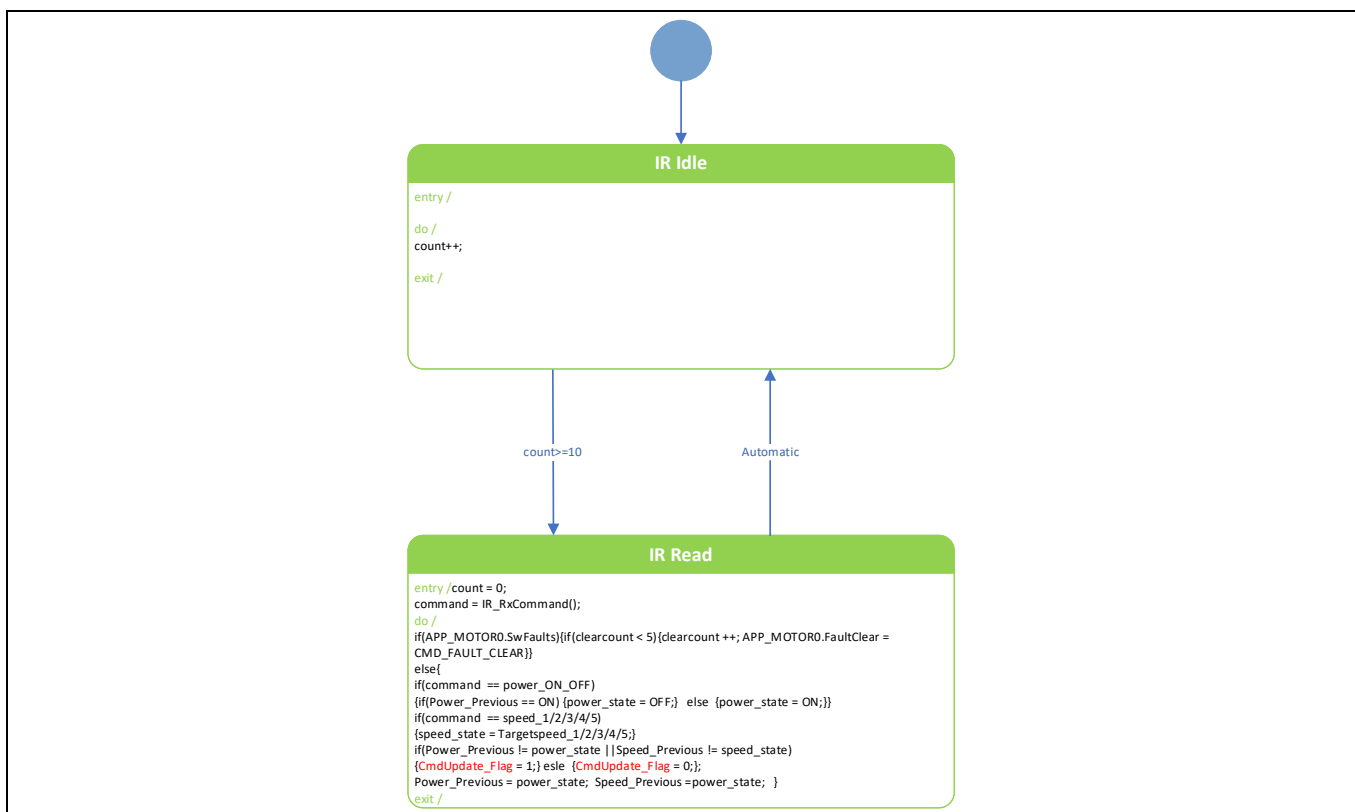 IR Idle
entry /
do /
count++;
exit /
count>=10
Automatic
IR Read
entry /count = 0;
command = IR_RxCommand();
do /
if(APP_MOTOR0.SwFaults){if(clearcount < 5){clearcount ++; APP_MOTOR0.FaultClear =
CMD_FAULT_CLEAR}}
else{
if(command == power_ON_OFF)
{if(Power_Previous == ON) {power_state = OFF;} else {power_state = ON;}}
if(command == speed_1/2/3/4/5)
{speed_state = Targetspeed_1/2/3/4/5;}
if(Power_Previous != power_state ||Speed_Previous != speed_state)
{CmdUpdate_Flag = 1;} esle {CmdUpdate_Flag = 0;};
Power_Previous = power_state; Speed_Previous =power_state; }
exit /